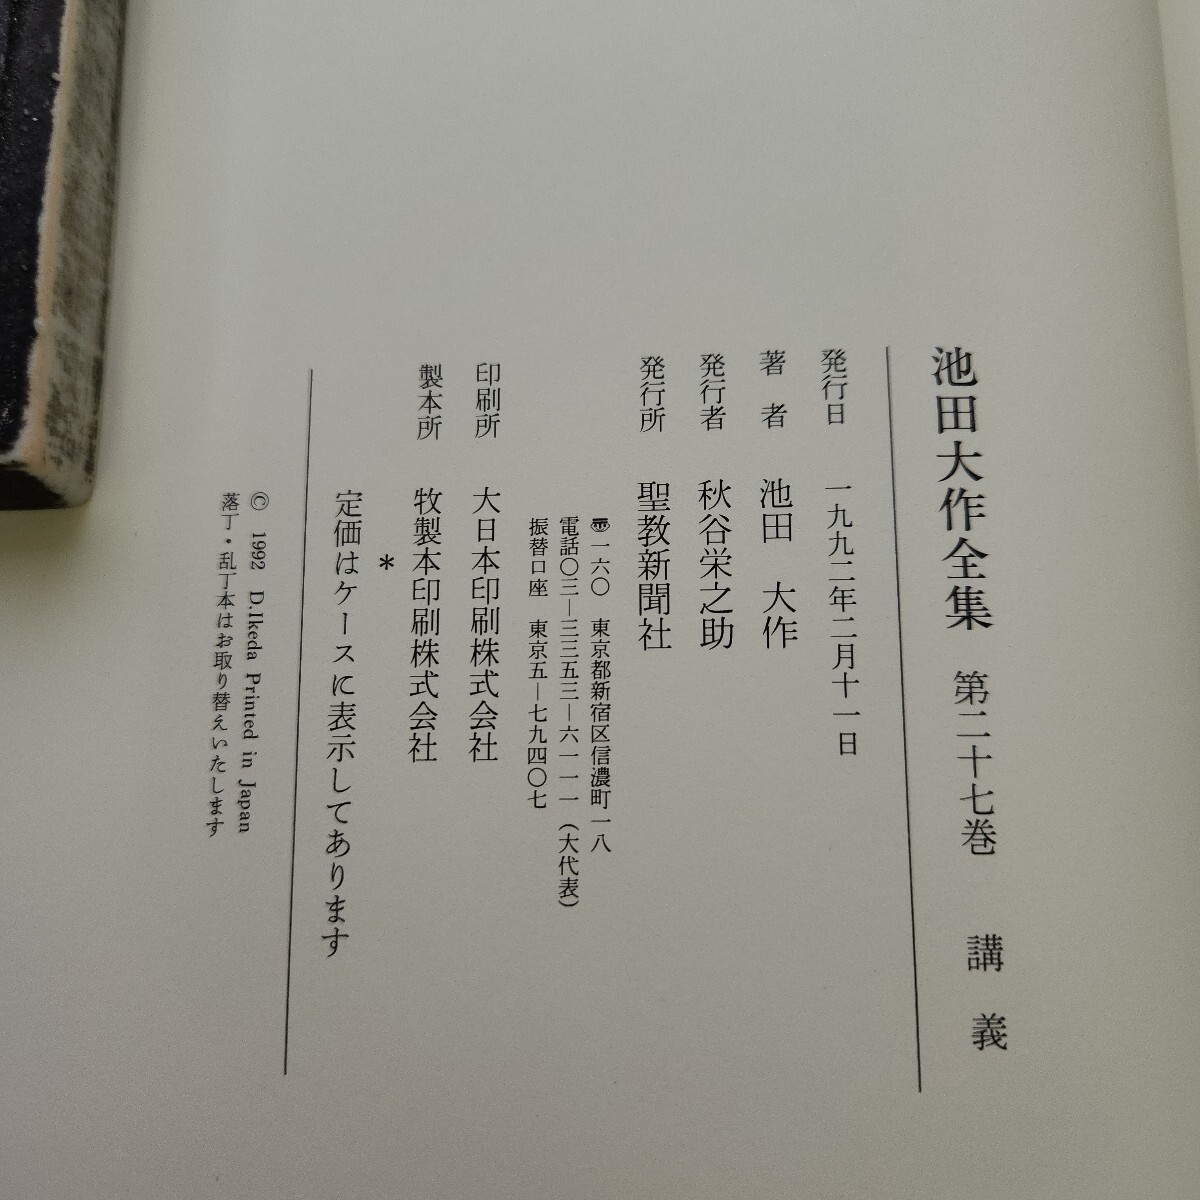 池田大作全集　第二十七巻　講　義
発行日　一九九二年二月十一日
著　者　池田　大作
発行者　秋谷栄之助
発行所　聖教新聞社
〠一六〇　東京都新宿区信濃町一八
電話〇三―三三五三―六一一一（大代表）
振替口座　東京五―七九四〇七
印刷所　大日本印刷株式会社
製本所　牧製本印刷株式会社
＊
定価はケースに表示してあります
© 1992 D.Ikeda Printed in Japan
落丁・乱丁本はお取り替えいたします